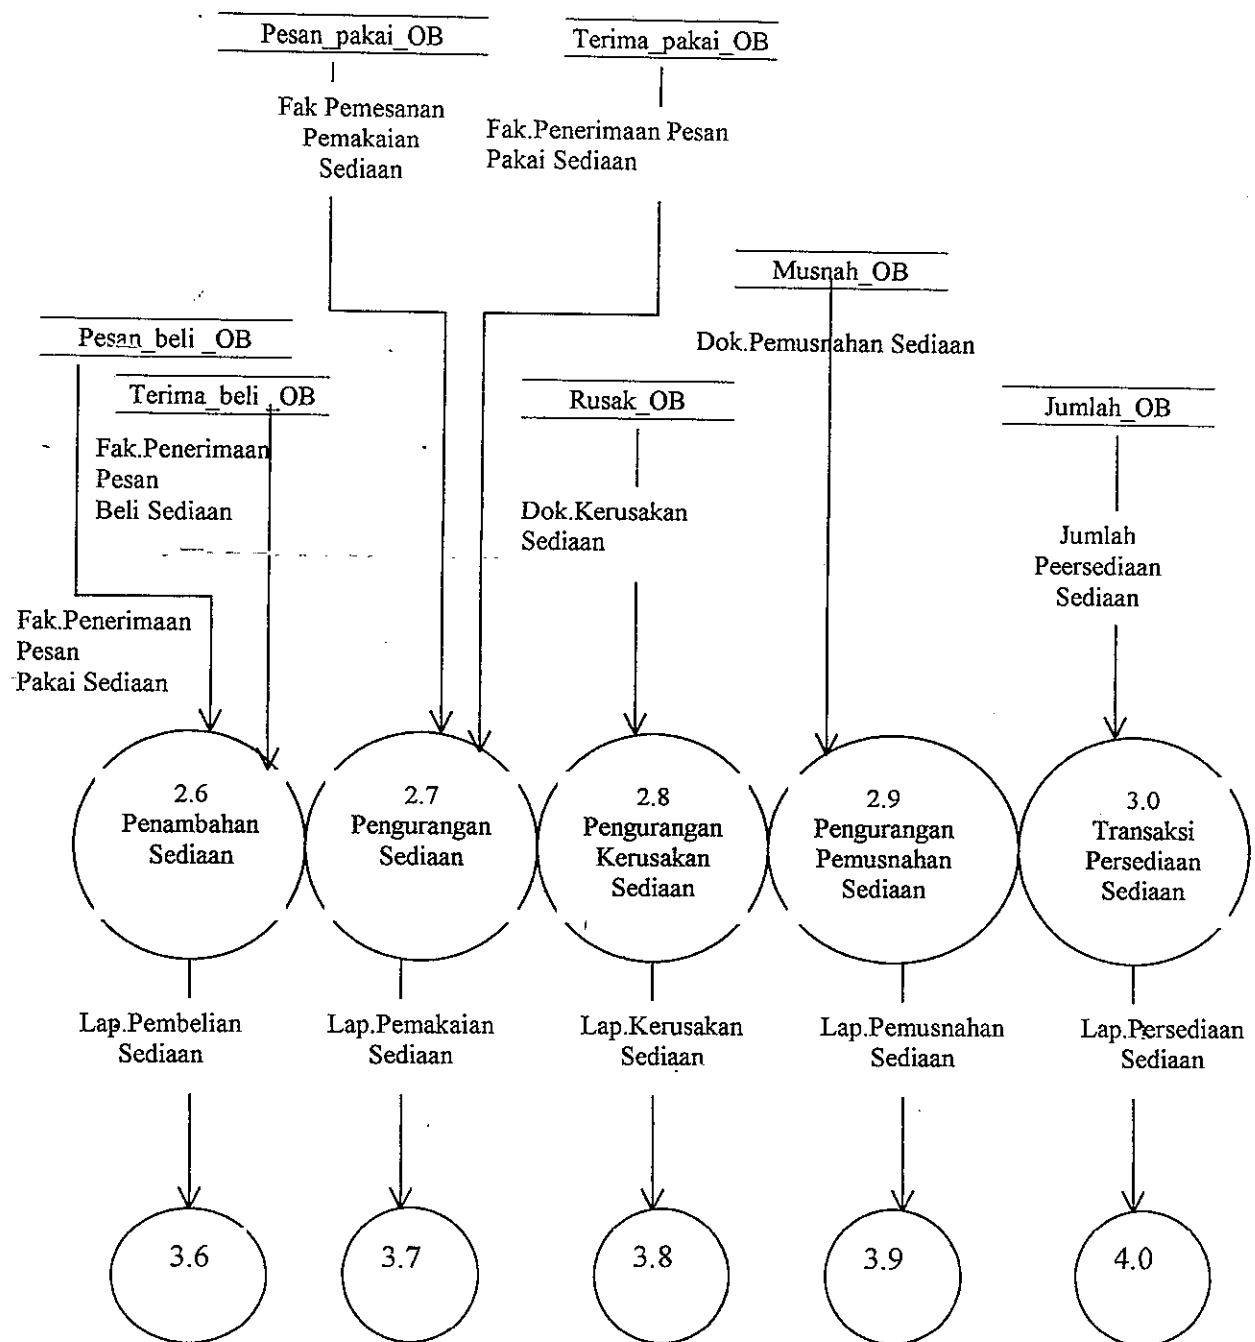 Pesan_pakai_OB
Terima_pakai_OB
Fak Pemesanan
Pemakaian
Sediaan
Fak.Penerimaan Pesan
Pakai Sediaan
Musnah_OB
Dok.Pemusnahan Sediaan
Pesan_beli _OB
Terima_beli _OB
Rusak_OB
Jumlah_OB
Fak.Penerimaan
Pesan
Beli Sediaan
Dok.Kerusakan
Sediaan
Jumlah
Peersediaan
Sediaan
Fak.Penerimaan
Pesan
Pakai Sediaan
2.6
Penambahan
Sediaan
2.7
Pengurangan
Sediaan
2.8
Pengurangan
Kerusakan
Sediaan
2.9
Pengurangan
Pemusnahan
Sediaan
3.0
Transaksi
Persediaan
Sediaan
Lap.Pembelian
Sediaan
Lap.Pemakaian
Sediaan
Lap.Kerusakan
Sediaan
Lap.Pemusnahan
Sediaan
Lap.Persediaan
Sediaan
3.6
3.7
3.8
3.9
4.0